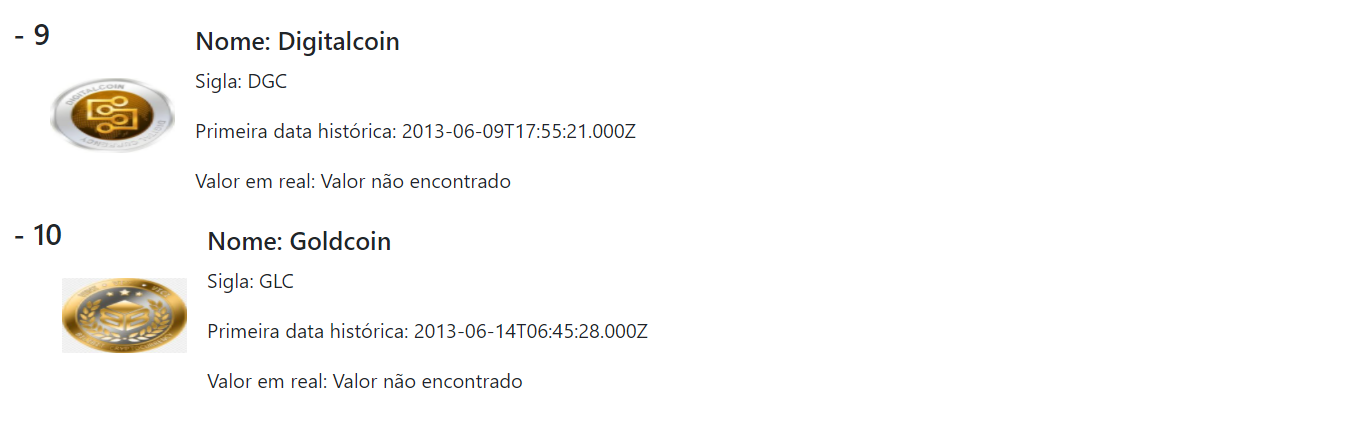 - 9
Nome: Digitalcoin
Sigla: DGC
DIGITALCOIN
Primeira data histórica: 2013-06-09T17:55:21.000Z
Valor em real: Valor não encontrado
- 10
Nome: Goldcoin
Sigla: GLC
Primeira data histórica: 2013-06-14T06:45:28.000Z
Valor em real: Valor não encontrado